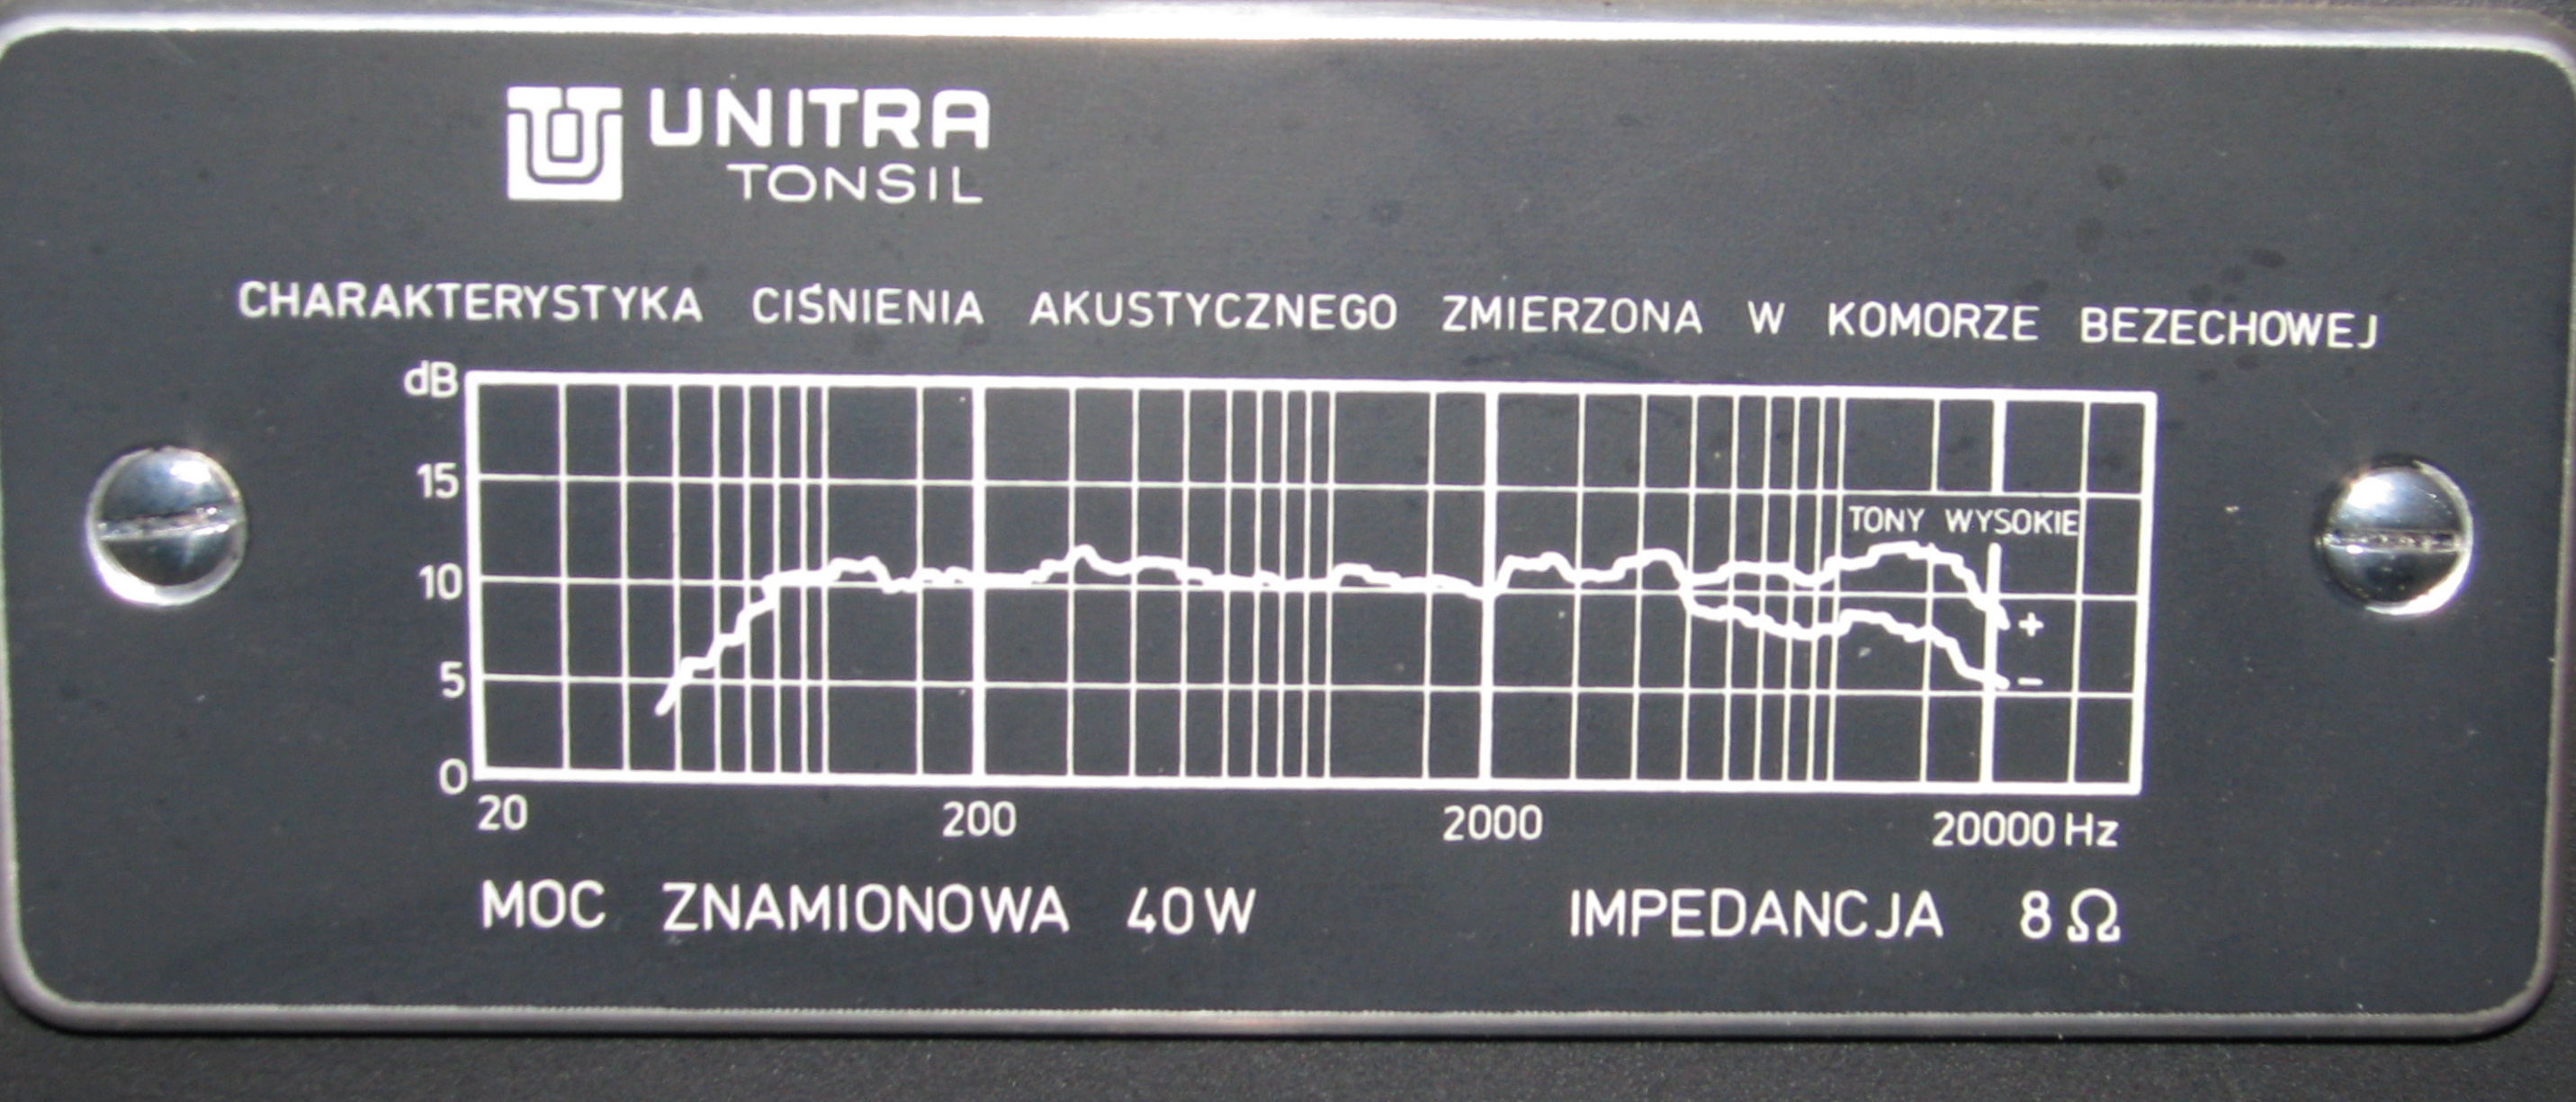 UNITRA
TONSIL
CHARAKTERYSTYKA CIŚNIENIA AKUSTYCZNEGO ZMIERZONA W KOMORZE BEZECHOWEJ
dB
15
TONY WYSOKIE
10
+
5
−
0
20 200 2000 20000 Hz
MOC ZNAMIONOWA 40W IMPEDANCJA 8 Ω